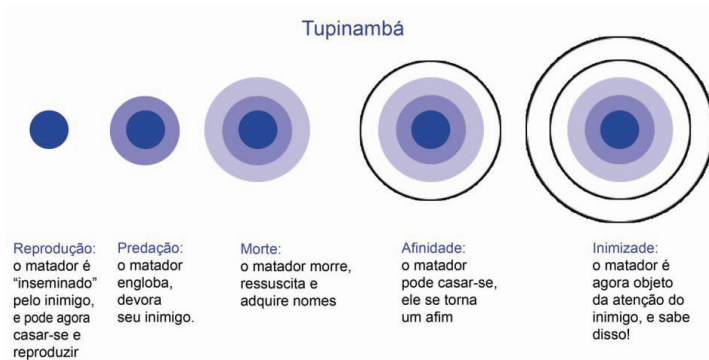 Tupinambá
Reprodução:
o matador é
“inseminado”
pelo inimigo,
e pode agora
casar-se e
reproduzir
Predação:
o matador
engloba,
devora
seu inimigo.
Morte:
o matador morre,
ressuscita e
adquire nomes
Afinidade:
o matador
pode casar-se,
ele se torna
um afim
Inimizade:
o matador é
agora objeto
da atenção do
inimigo, e sabe
disso!